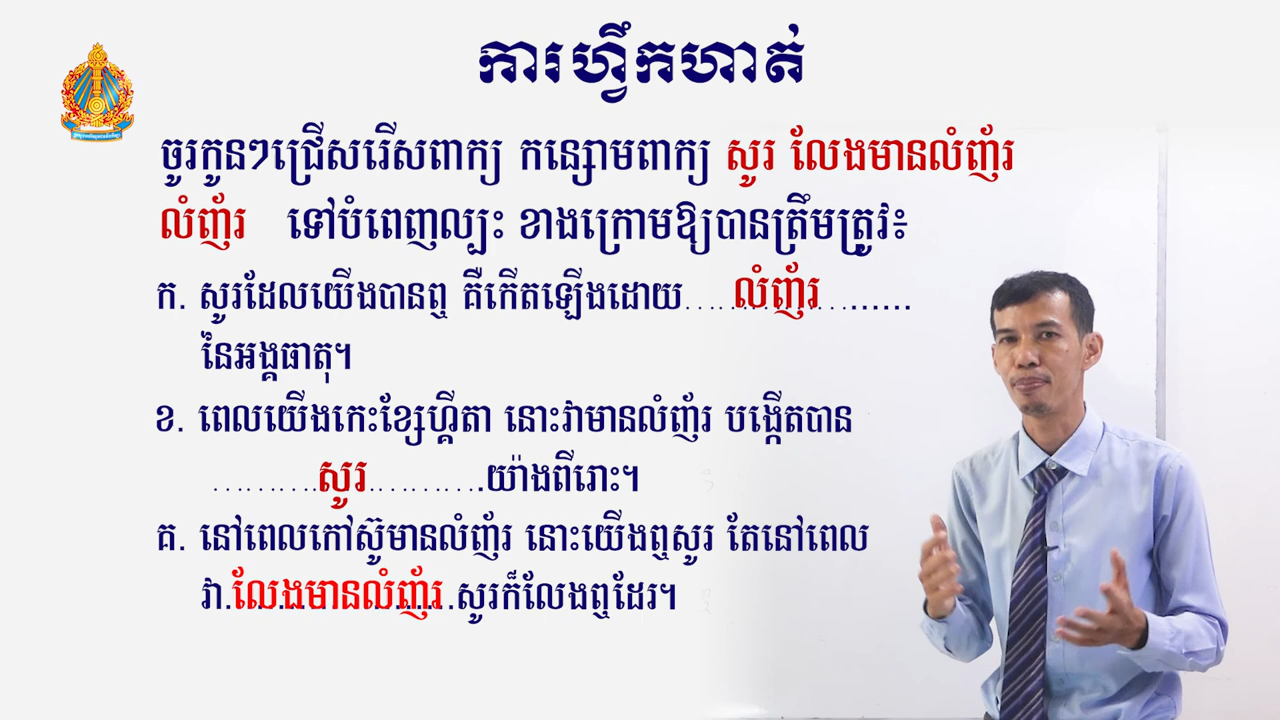 ការហ្វឹកហាត់
ចូរកូនៗជ្រើសរើសពាក្យ កន្សោមពាក្យ សូរ លែងមានលំញ័រ
លំញ័រ ទៅបំពេញល្បះ ខាងក្រោមឱ្យបានត្រឹមត្រូវ៖
ក. សូរដែលយើងបានឮ គឺកើតឡើងដោយ……លំញ័រ……
នៃអង្គធាតុ។
ខ. ពេលយើងកេះខ្សែហ្គីតា នោះវាមានលំញ័រ បង្កើតបាន
……….សូរ……….យ៉ាងពីរោះ។
គ. នៅពេលកៅស៊ូមានលំញ័រ នោះយើងឮសូរ តែនៅពេល
វា.លែងមានលំញ័រ.សូរក៏លែងឮដែរ។